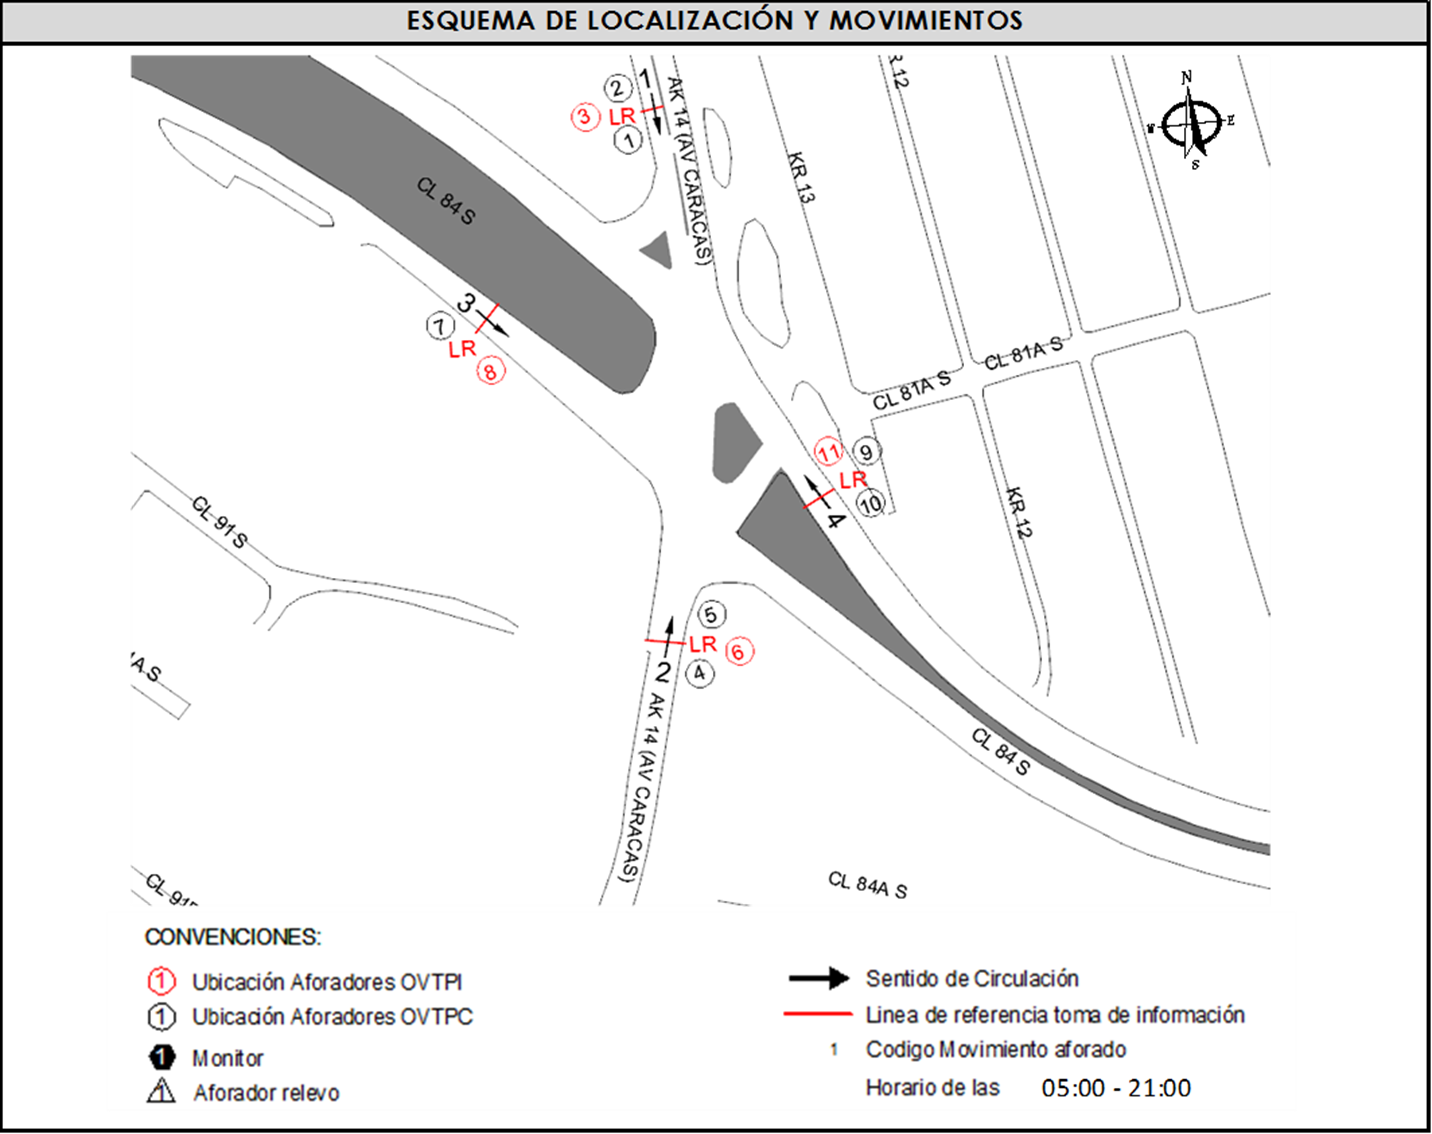 ESQUEMA DE LOCALIZACIÓN Y MOVIMIENTOS
N
W E
S
2 1
3 LR
1
AK 14 (AV CARACAS)
R 12
KR 13
CL 84 S
3
7
LR
8
CL 81A S
CL 81A S
11 9
LR
10
4
KR 12
CL 91 S
5
LR 6
2 4
AK 14 (AV CARACAS)
A S
CL 84 S
CL 84A S
CL 91
CONVENCIONES:
1 Ubicación Aforadores OVTPI
1 Ubicación Aforadores OVTPC
1 Monitor
1 Aforador relevo
Sentido de Circulación
Linea de referencia toma de información
1 Codigo Movimiento aforado
Horario de las 05:00 - 21:00